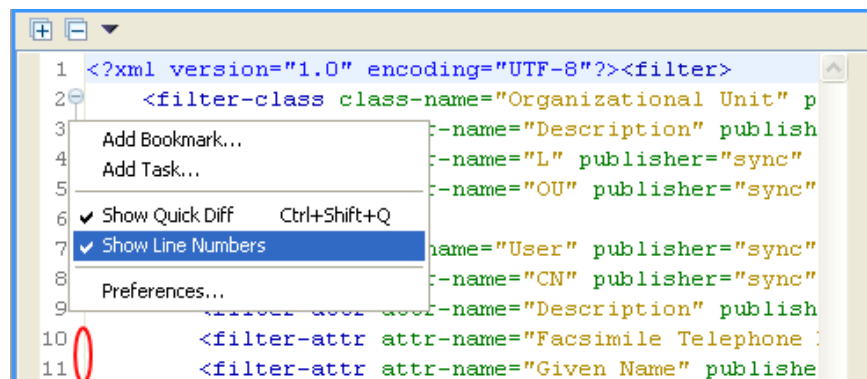 1 <?xml version="1.0" encoding="UTF-8"?><filter>
2 <filter-class class-name="Organizational Unit" p
3 r-name="Description" publish
Add Bookmark...
4 r-name="L" publisher="sync"
Add Task...
5 r-name="OU" publisher="sync"
6 Show Quick Diff Ctrl+Shift+Q
7 Show Line Numbers name="User" publisher="sync"
8 r-name="CN" publisher="sync"
Preferences...
9 <filter-attr attr-name="Description" publish
10 <filter-attr attr-name="Facsimile Telephone
11 <filter-attr attr-name="Given Name" publishe